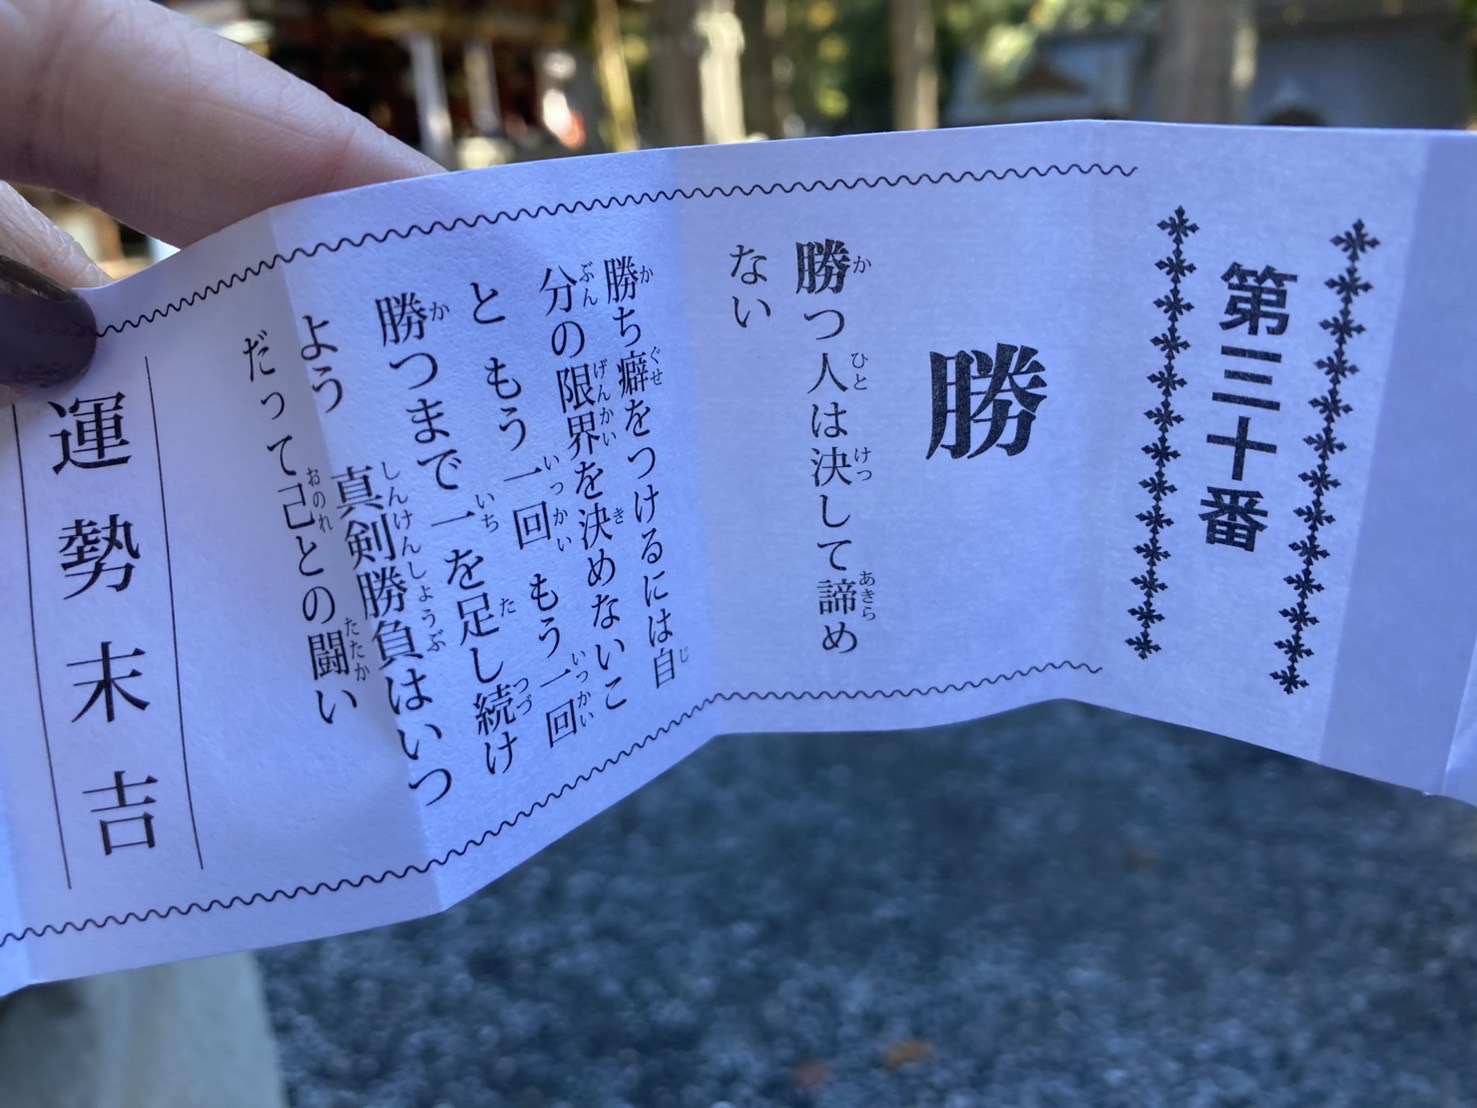 第三十番
勝
勝つ人は決して諦め
ない
勝ち癖をつけるには自
分の限界を決めないこ
と もう一回 もう一回
勝つまで一を足し続け
よう 真剣勝負はいつ
だって己との闘い
運勢末吉